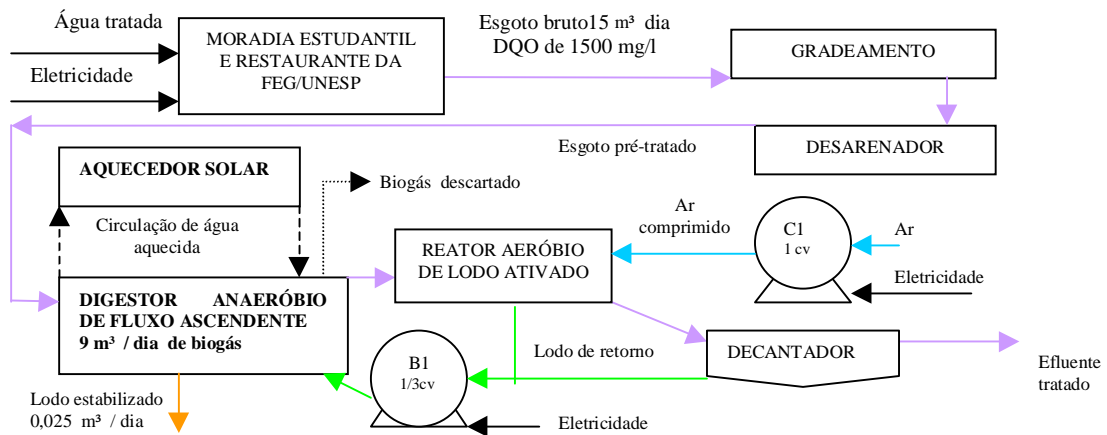 Água tratada
Eletricidade
MORADIA ESTUDANTIL
E RESTAURANTE DA
FEG/UNESP
Esgoto bruto15 m³ dia
DQO de 1500 mg/l
GRADEAMENTO
DESARENADOR
Esgoto pré-tratado
AQUECEDOR SOLAR
Biogás descartado
Circulação de água
aquecida
Ar
comprimido
C1
1 cv
Ar
Eletricidade
REATOR AERÓBIO
DE LODO ATIVADO
DIGESTOR ANAERÓBIO
DE FLUXO ASCENDENTE
9 m³ / dia de biogás
B1
1/3cv
Lodo de retorno
DECANTADOR
Efluente
tratado
Lodo estabilizado
0,025 m³ / dia
Eletricidade